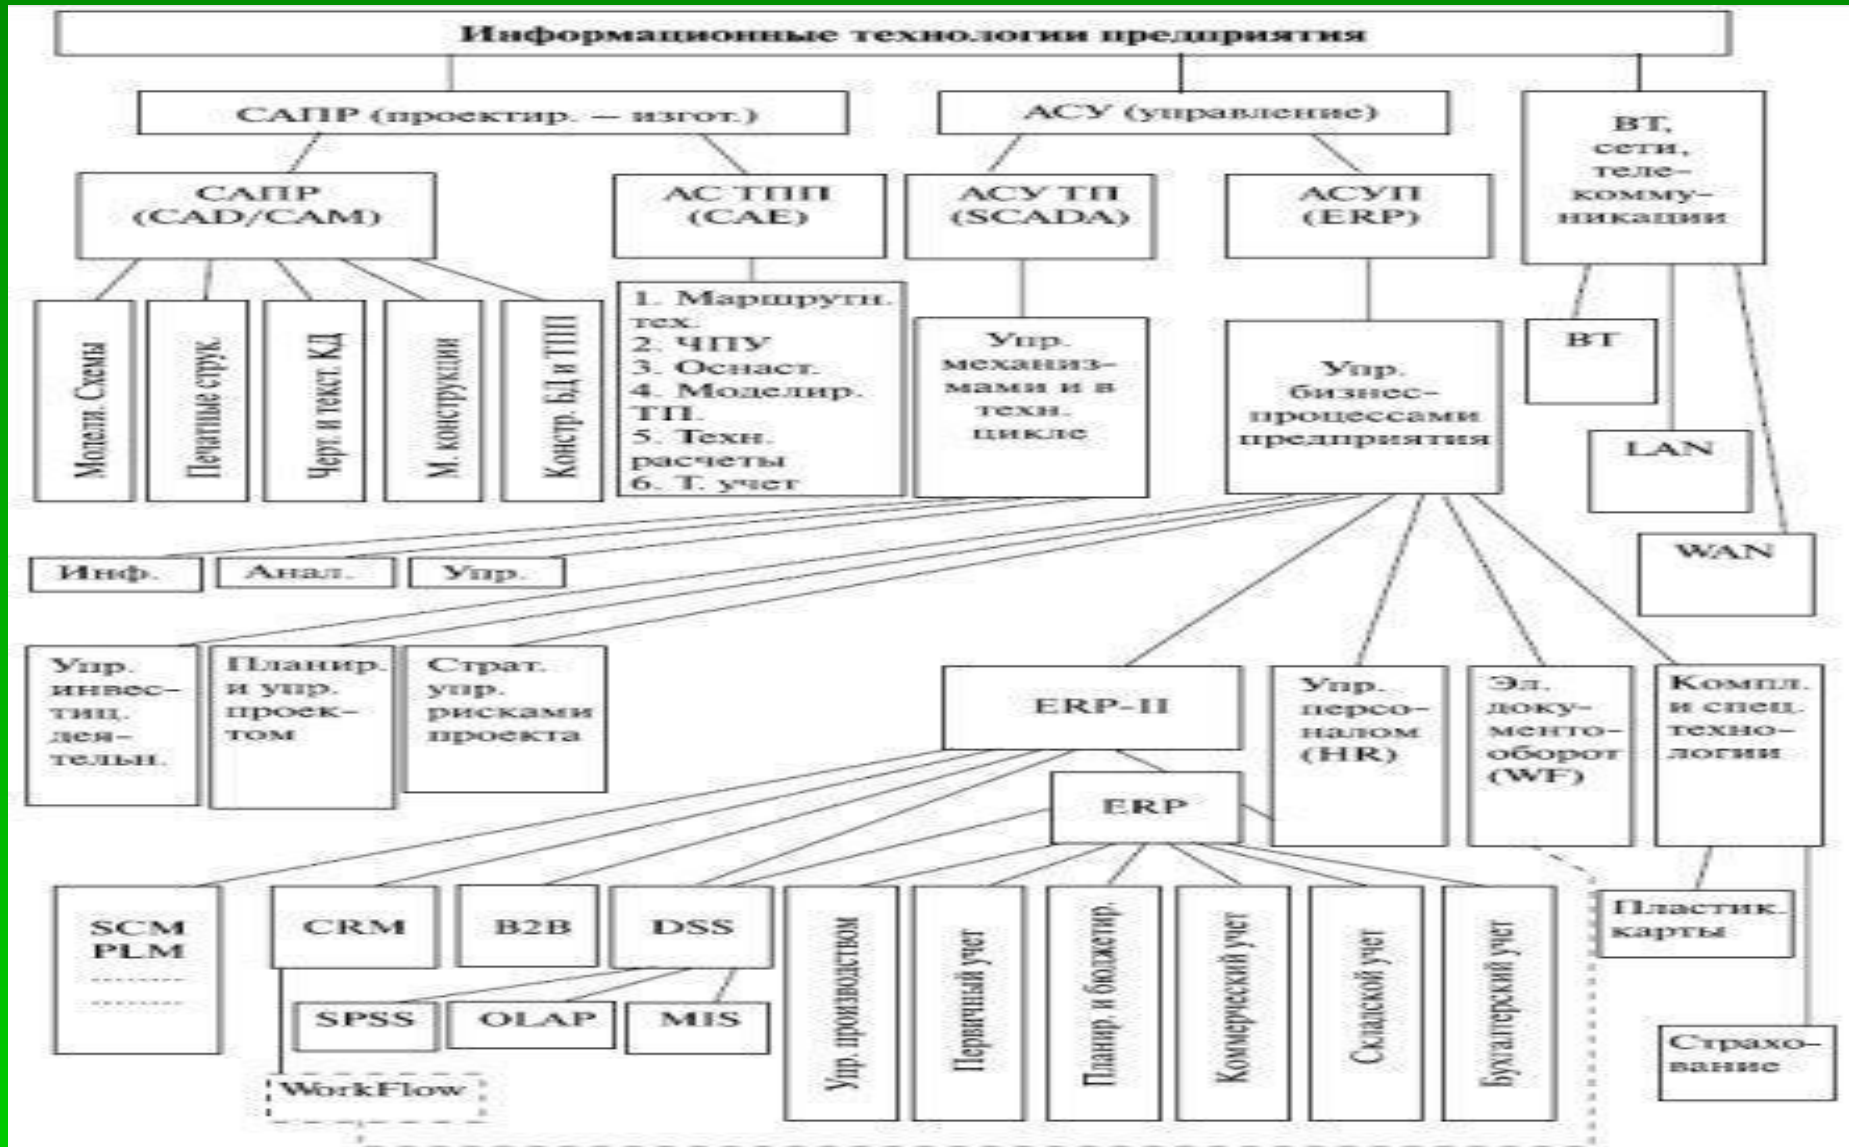 Информационные технологии предприятия
САПР (проектир. – изгот.)
АСУ (управление)
ВТ,
сети,
теле-
комму-
никации
САПР
(CAD/CAM)
АС ТПП
(CAE)
АСУ ТП
(SCADA)
АСУП
(ERP)
Модели. Схемы
Печатные струк.
Черт. и текст. КД
М. конструкции
Констр. БД и ТПП
1. Маршрутн.
тех.
2. ЧПУ
3. Оснаст.
4. Моделир.
ТП.
5. Техн.
расчеты
6. Т. учет
Упр.
механиз-
мами и в
техн.
цикле
Упр.
бизнес-
процессами
предприятия
ВТ
LAN
WAN
Инф.
Анал.
Упр.
Упр.
инвес-
тиц.
дея-
тельн.
Планир.
и упр.
проек-
том
Страт.
упр.
рисками
проекта
ERP-II
Упр.
персо-
налом
(HR)
Эл.
доку-
менто-
оборот
(WF)
Компл.
и спец.
техно-
логии
ERP
SCM
PLM
CRM
B2B
DSS
SPSS
OLAP
MIS
WorkFlow
Упр. производством
Первичный учет
Планир. и бюджетир.
Коммерческий учет
Складской учет
Бухгалтерский учет
Пластик.
карты
Страхо-
вание